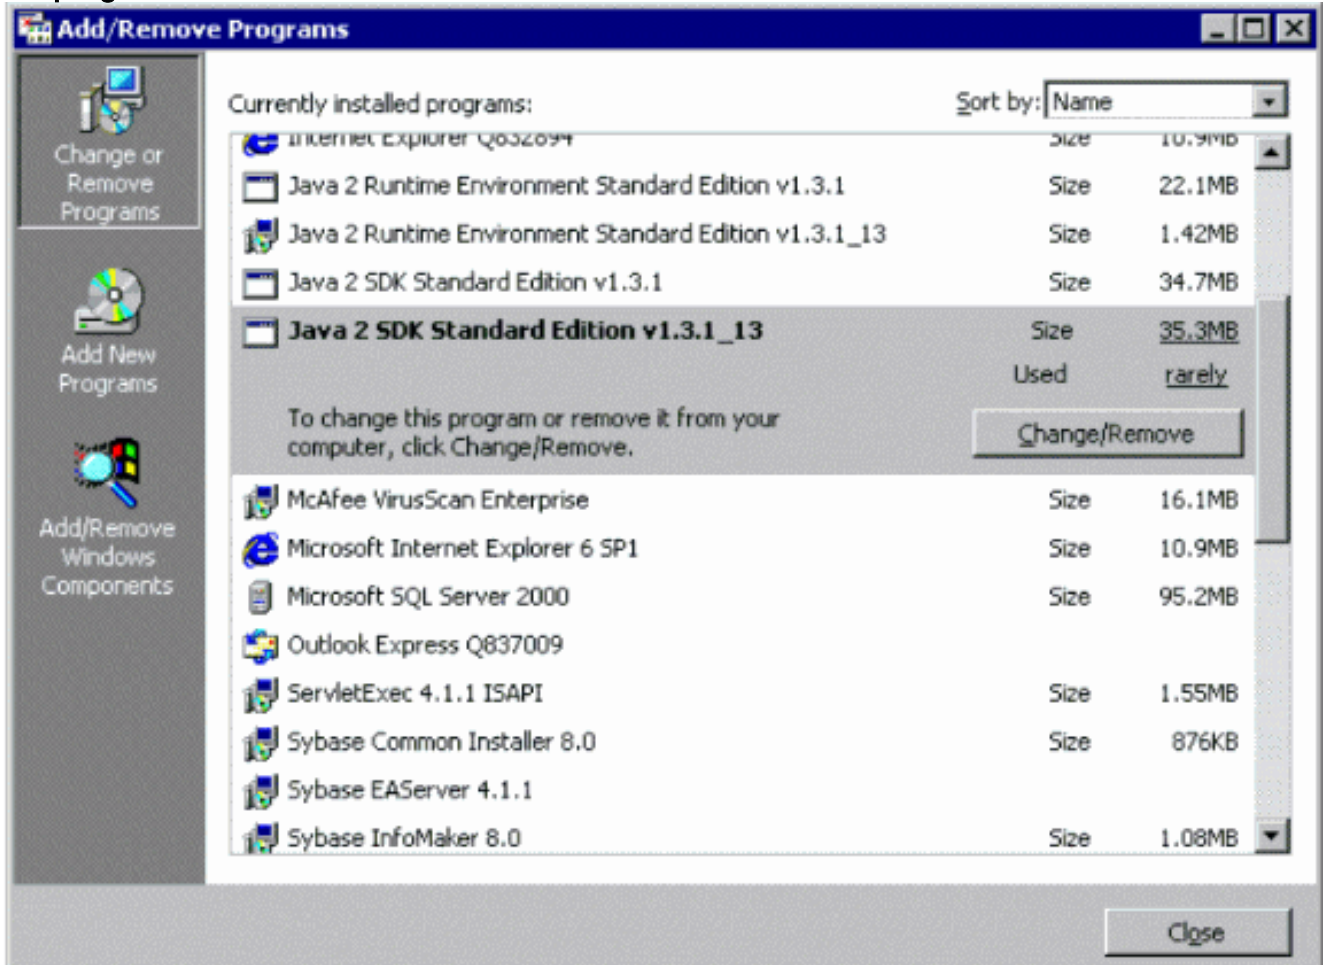 Add/Remove Programs
Change or
Remove
Programs
Add New
Programs
Add/Remove
Windows
Components
Currently installed programs:
Sort by: Name
Internet Explorer Q832894 Size 10.9MB
Java 2 Runtime Environment Standard Edition v1.3.1 Size 22.1MB
Java 2 Runtime Environment Standard Edition v1.3.1_13 Size 1.42MB
Java 2 SDK Standard Edition v1.3.1 Size 34.7MB
Java 2 SDK Standard Edition v1.3.1_13 Size 35.3MB
Used rarely
To change this program or remove it from your
computer, click Change/Remove.
Change/Remove
McAfee VirusScan Enterprise Size 16.1MB
Microsoft Internet Explorer 6 SP1 Size 10.9MB
Microsoft SQL Server 2000 Size 95.2MB
Outlook Express Q837009
ServletExec 4.1.1 ISAPI Size 1.55MB
Sybase Common Installer 8.0 Size 876KB
Sybase EAServer 4.1.1
Sybase InfoMaker 8.0 Size 1.08MB
Close